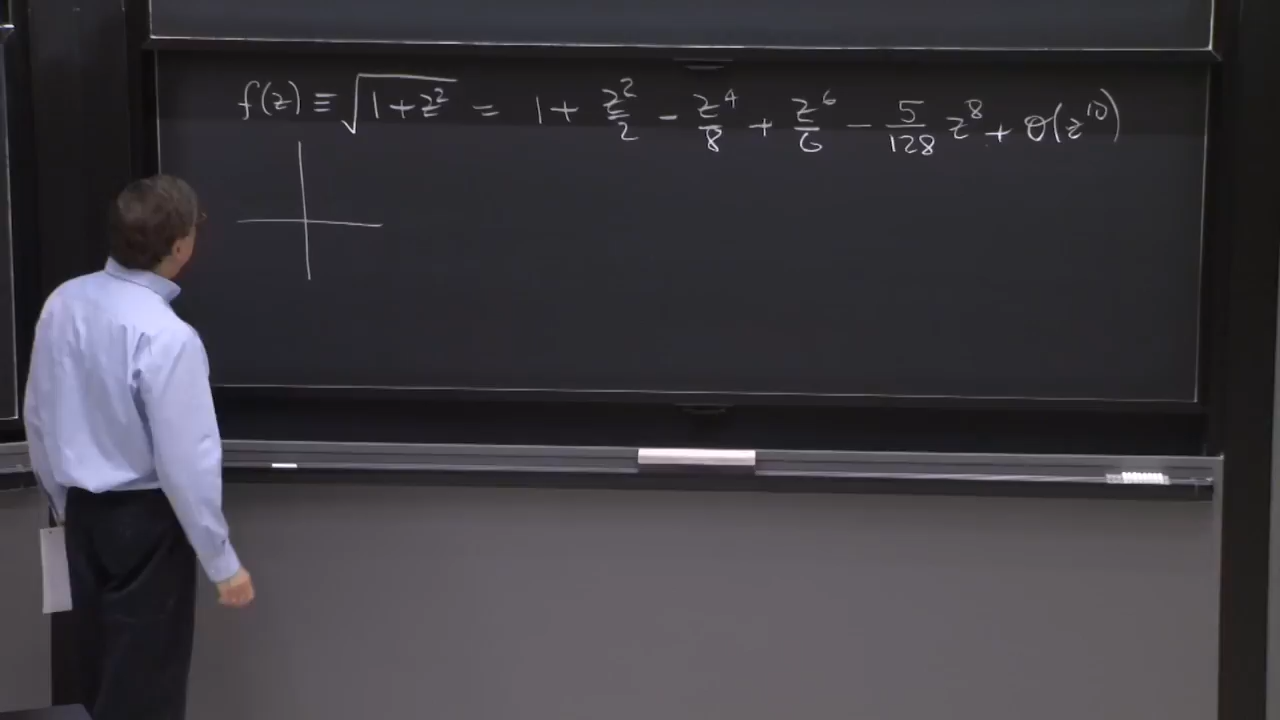 f(z) ≡ √(1+z²) = 1 + z²/2 − z⁴/8 + z⁶/6 − 5/128 z⁸ + O(z¹⁰)